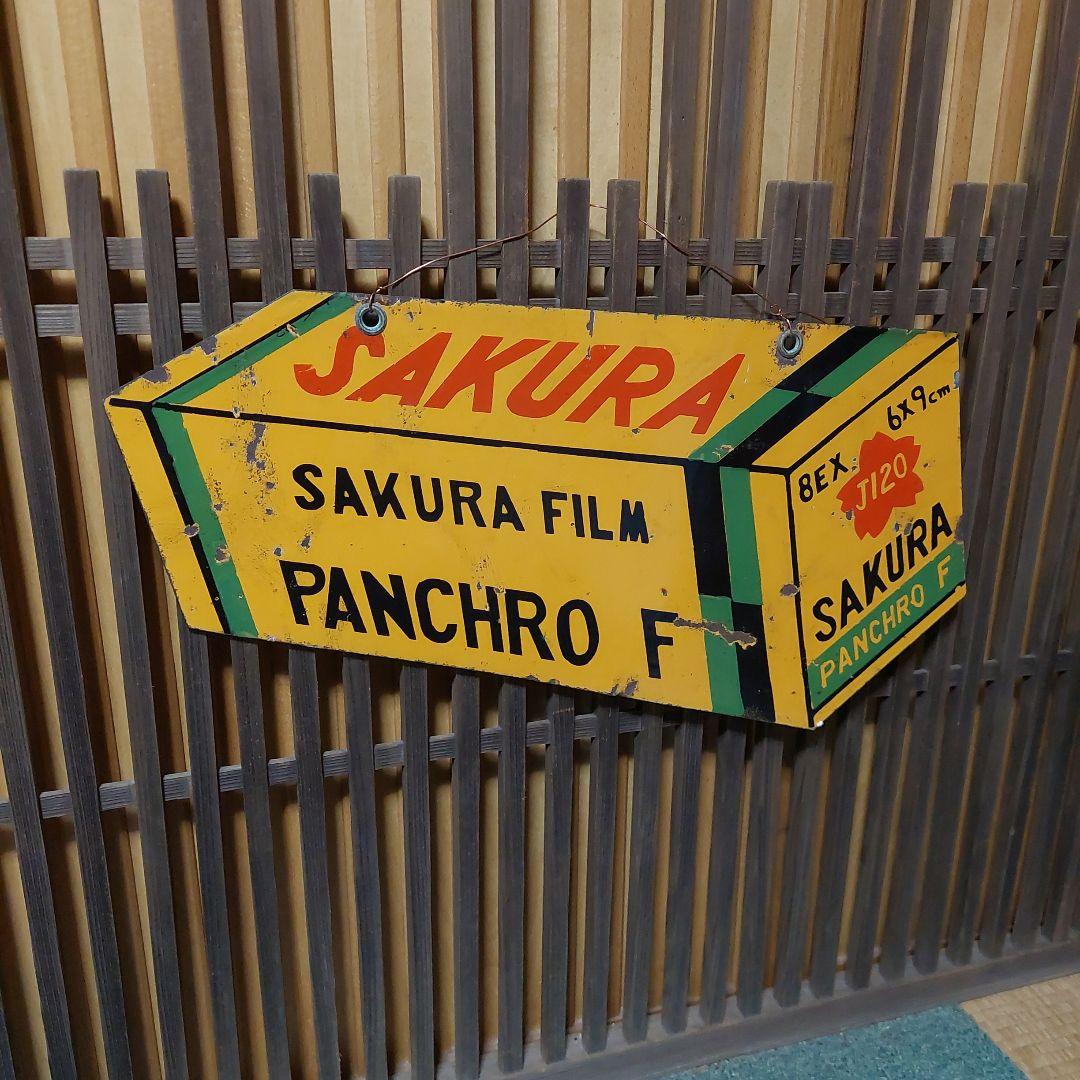 SAKURA
SAKURA FILM
PANCHRO F
6X9cm
8EX
J120
SAKURA
PANCHRO F